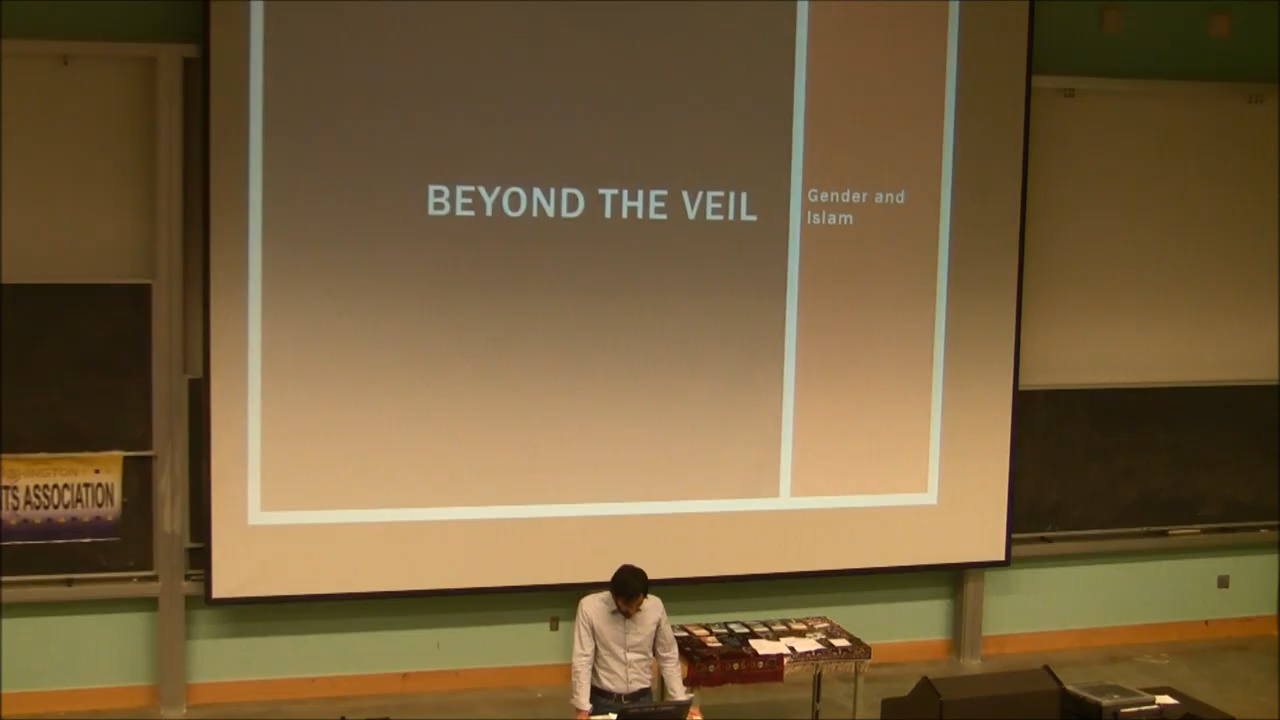 BEYOND THE VEIL
Gender and
Islam
TS ASSOCIATION